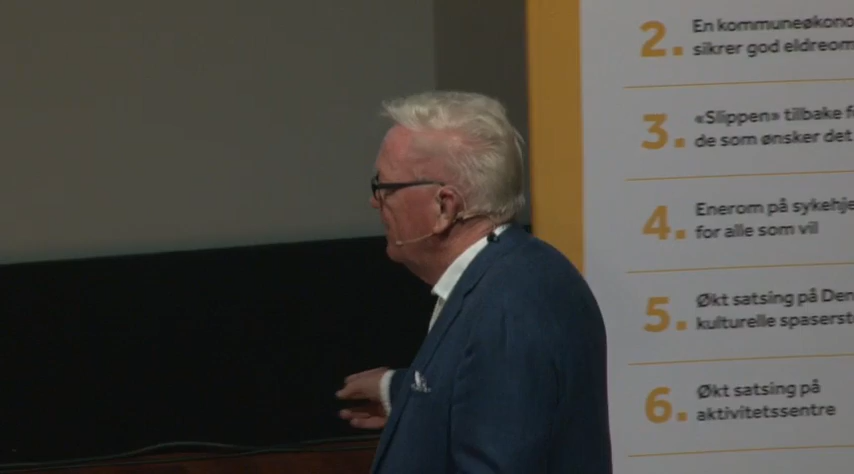 2. En kommuneøkono
sikrer god eldreom
3. «Slippen» tilbake f
de som ønsker det
4. Enerom på sykehje
for alle som vil
5. Økt satsing på Den
kulturelle spaserst
6. Økt satsing på
aktivitetssentre